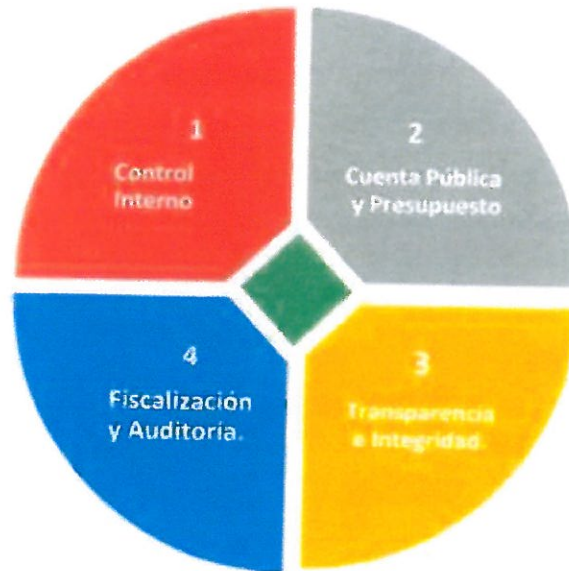 1
Control
Interno
2
Cuenta Pública
y Presupuesto
3
Transparencia
e Integridad.
4
Fiscalización
y Auditoría.